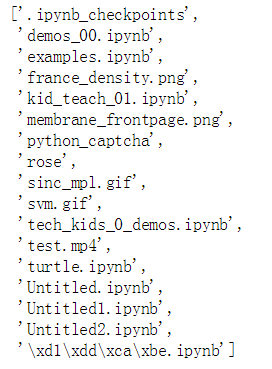 ['.ipynb_checkpoints',
'demos_00.ipynb',
'examples.ipynb',
'france_density.png',
'kid_teach_01.ipynb',
'membrane_frontpage.png',
'python_captcha',
'rose',
'sinc_mpl.gif',
'svm.gif',
'tech_kids_0_demos.ipynb',
'test.mp4',
'turtle.ipynb',
'Untitled.ipynb',
'Untitled1.ipynb',
'Untitled2.ipynb',
'\xd1\xdd\xca\xbe.ipynb']